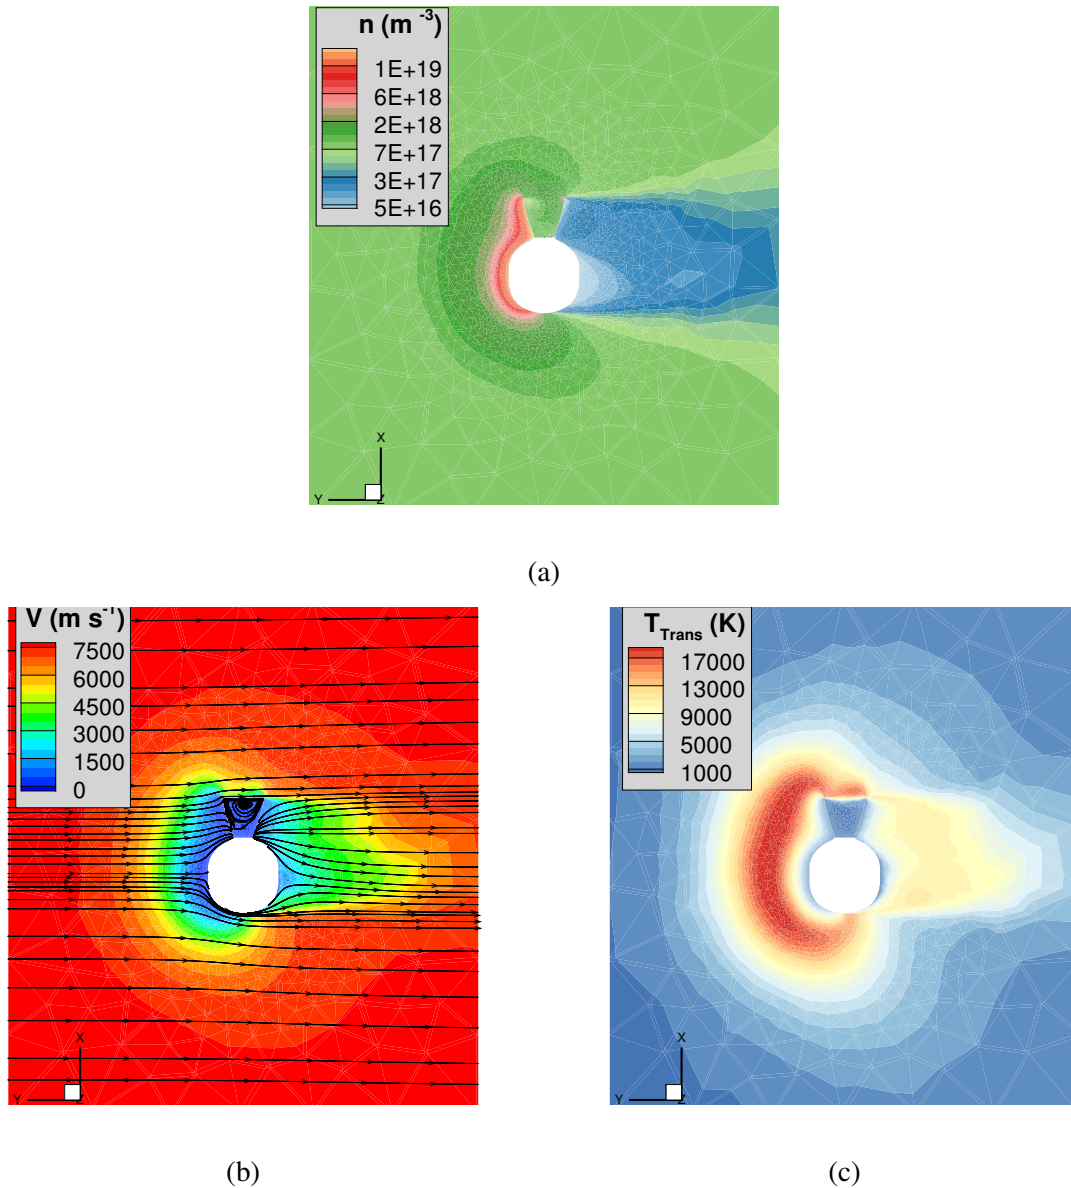 n (m ⁻³)
1E+19
6E+18
2E+18
7E+17
3E+17
5E+16
X
Y
Z
(a)
V (m s⁻¹)
7500
6000
4500
3000
1500
0
X
Y
Z
(b)
T_Trans (K)
17000
13000
9000
5000
1000
X
Y
Z
(c)